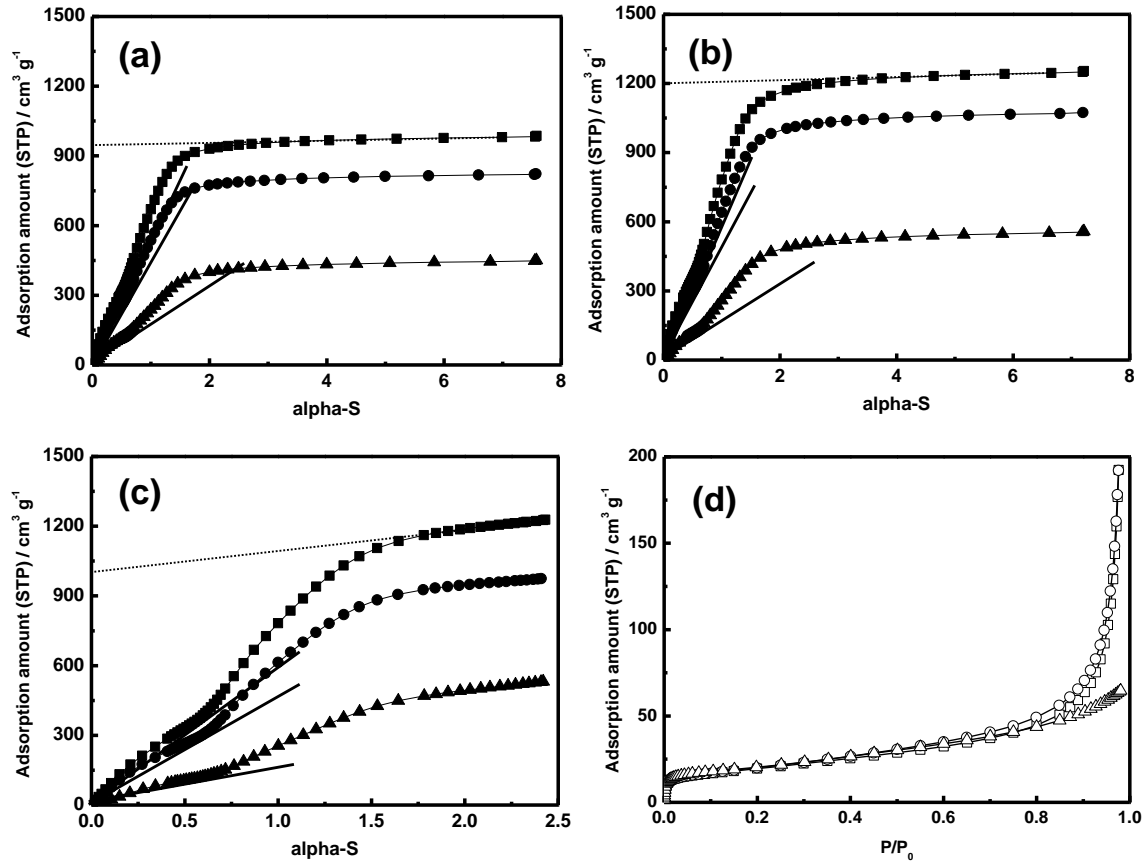 (a)
1500
1200
900
600
300
0
Adsorption amount (STP) / cm³ g⁻¹
0 2 4 6 8
alpha-S
(b)
1500
1200
900
600
300
0
Adsorption amount (STP) / cm³ g⁻¹
0 2 4 6 8
alpha-S
(c)
1500
1200
900
600
300
0
Adsorption amount (STP) / cm³ g⁻¹
0.0 0.5 1.0 1.5 2.0 2.5
alpha-S
(d)
200
150
100
50
0
Adsorption amount (STP) / cm³ g⁻¹
0.0 0.2 0.4 0.6 0.8 1.0
P/P₀